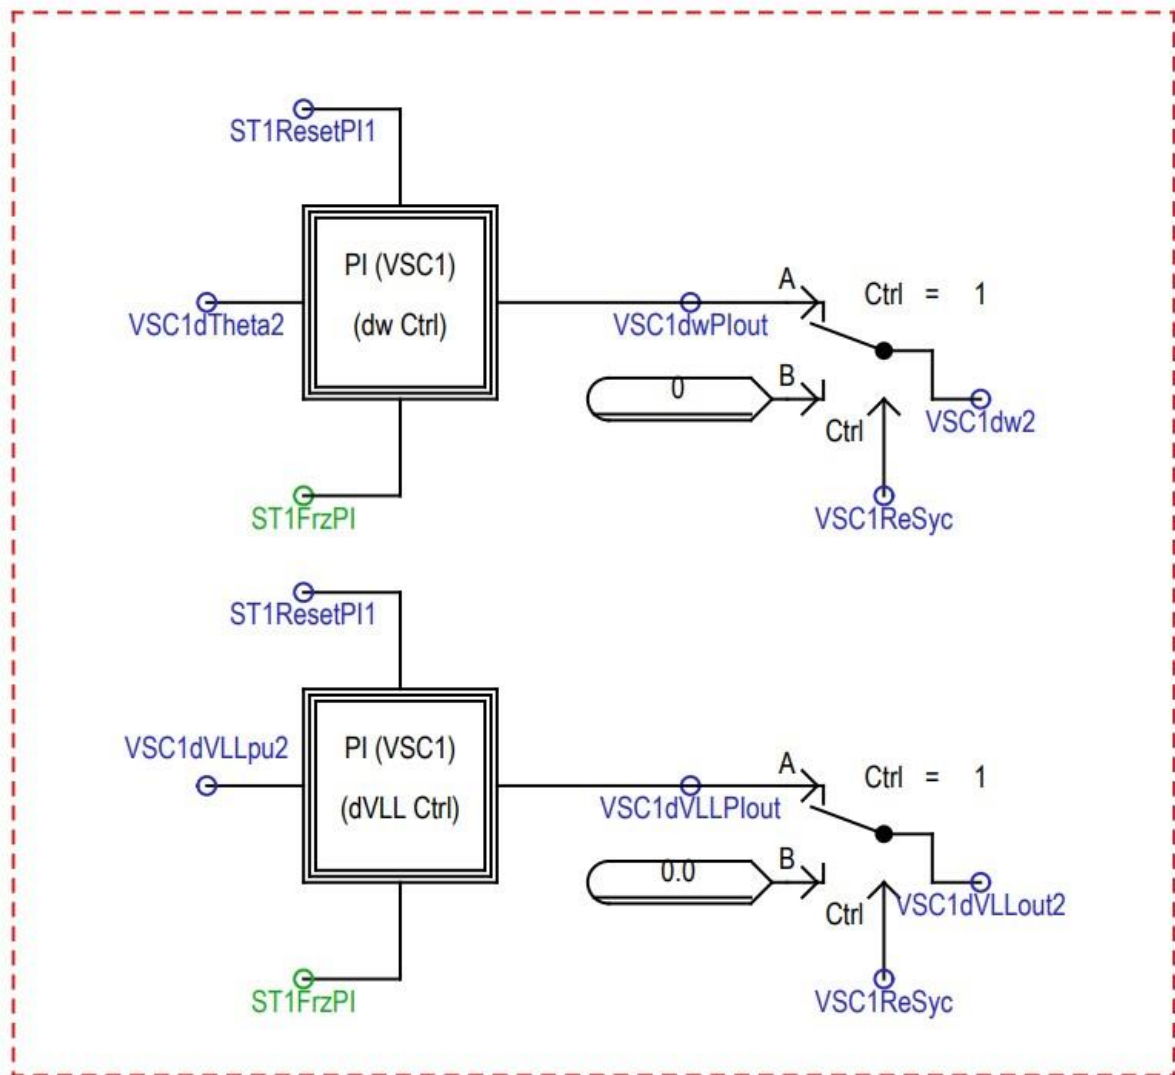 ST1ResetPI1
PI (VSC1)
(dw Ctrl)
VSC1dTheta2
VSC1dwPIout
A
Ctrl = 1
B
0
Ctrl
VSC1dw2
ST1FrzPI
VSC1ReSyc
ST1ResetPI1
VSC1dVLLpu2
PI (VSC1)
(dVLL Ctrl)
VSC1dVLLPIout
A
Ctrl = 1
B
0.0
Ctrl
VSC1dVLLout2
ST1FrzPI
VSC1ReSyc